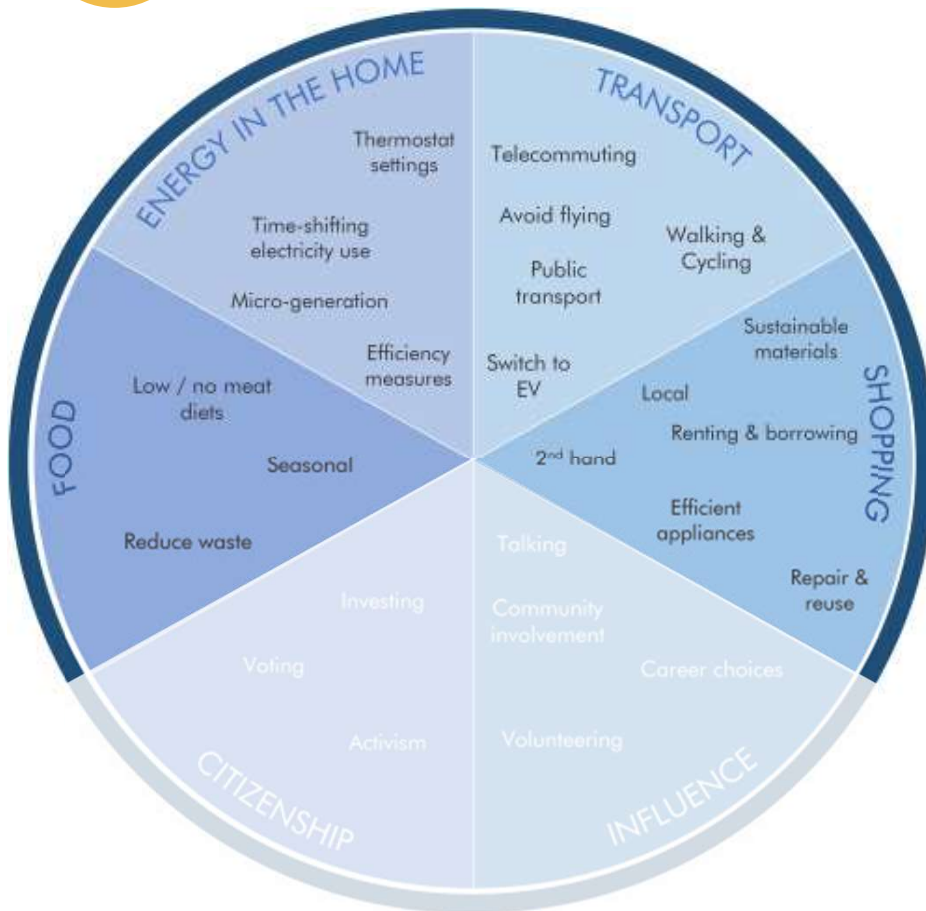 ENERGY IN THE HOME
Thermostat
settings
Time-shifting
electricity use
Micro-generation
Efficiency
measures
TRANSPORT
Telecommuting
Avoid flying
Walking &
Cycling
Public
transport
Switch to
EV
SHOPPING
Sustainable
materials
Local
Renting & borrowing
2nd hand
Efficient
appliances
Repair &
reuse
INFLUENCE
Talking
Community
involvement
Career choices
Volunteering
CITIZENSHIP
Investing
Voting
Activism
FOOD
Low / no meat
diets
Seasonal
Reduce waste